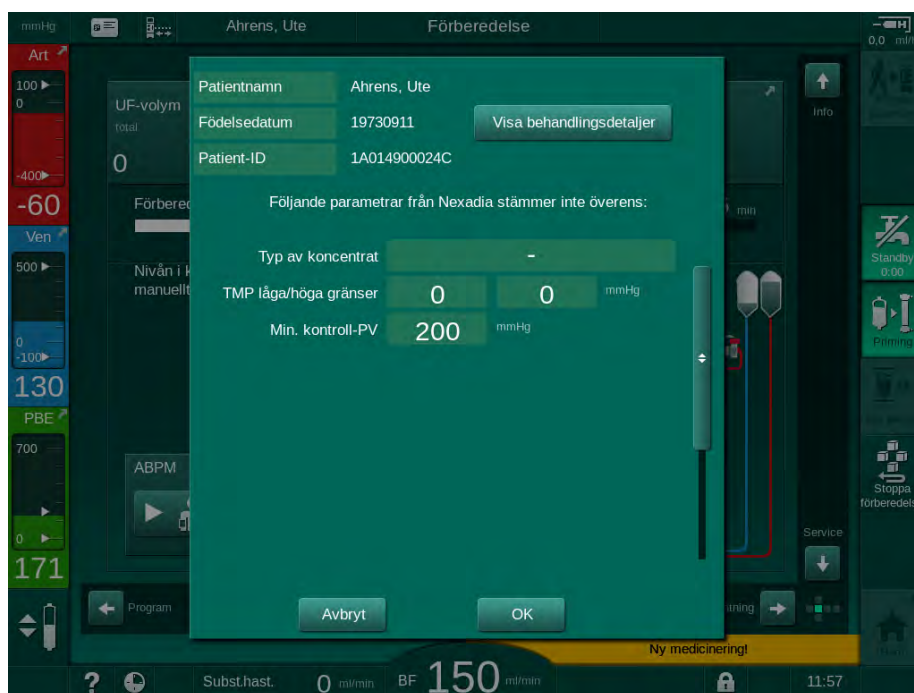 mmHg
Ahrens, Ute
Förberedelse
0,0 ml/h
Art
100
0
-400
-60
Ven
500
0
-100
130
PBE
700
0
171
UF-volym
total
0
Förbere
Nivån i k
manuellt
ABPM
Program
Patientnamn Ahrens, Ute
Födelsedatum 19730911 Visa behandlingsdetaljer
Patient-ID 1A014900024C
Följande parametrar från Nexadia stämmer inte överens:
Typ av koncentrat -
TMP låga/höga gränser 0 0 mmHg
Min. kontroll-PV 200 mmHg
Avbryt OK
min
Info
Service
Standby
0:00
Priming
Stoppa
förberedels
Ny medicinering!
? Subst.hast. 0 ml/min BF 150 ml/min 11:57